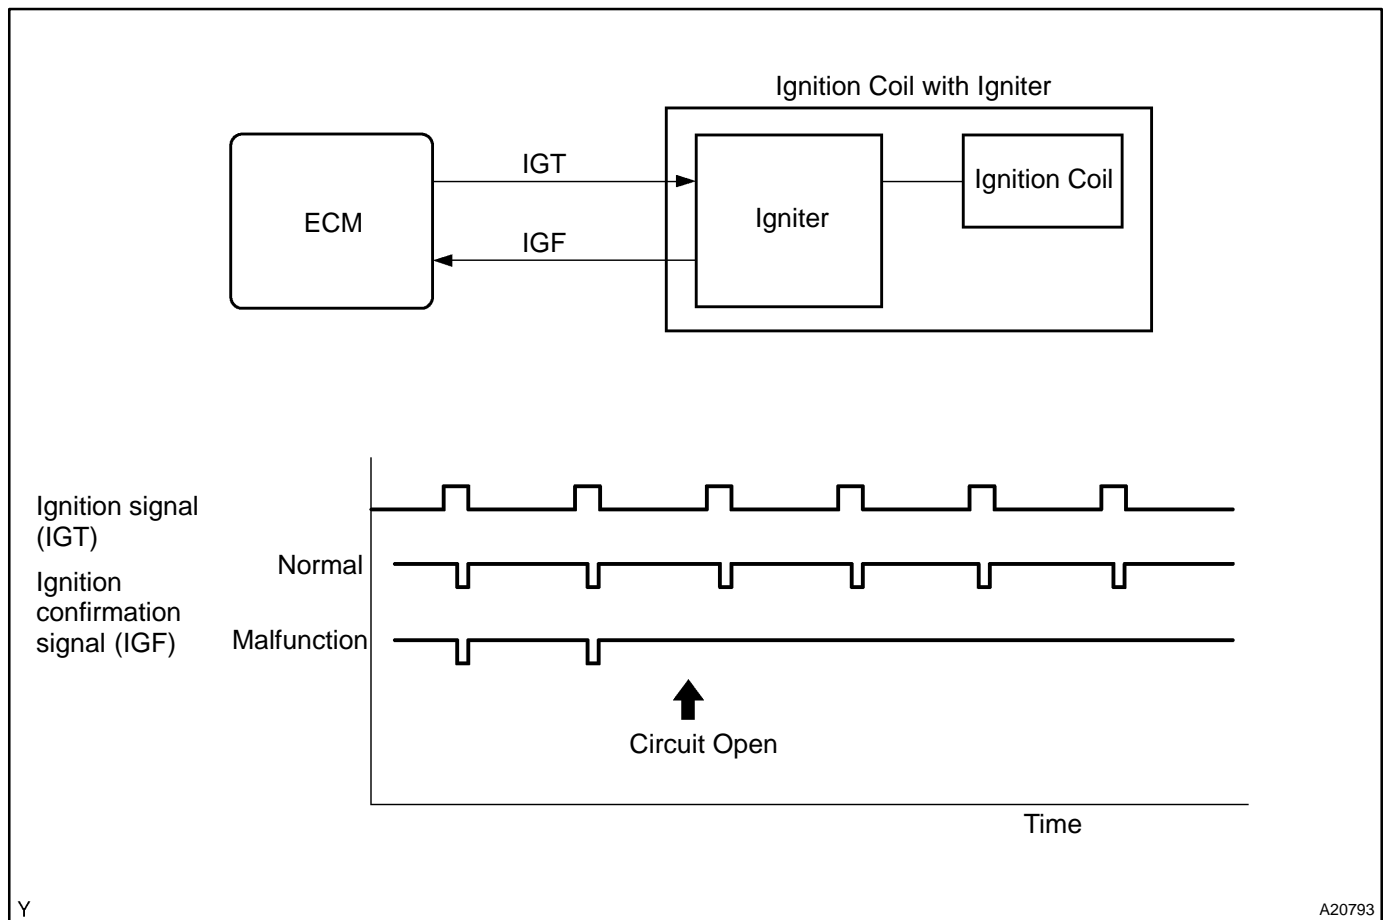 Ignition Coil with Igniter
ECM
IGT
IGF
Igniter
Ignition Coil
Ignition signal
(IGT)
Normal
Ignition
confirmation
signal (IGF)
Malfunction
Circuit Open
Time
Y
A20793